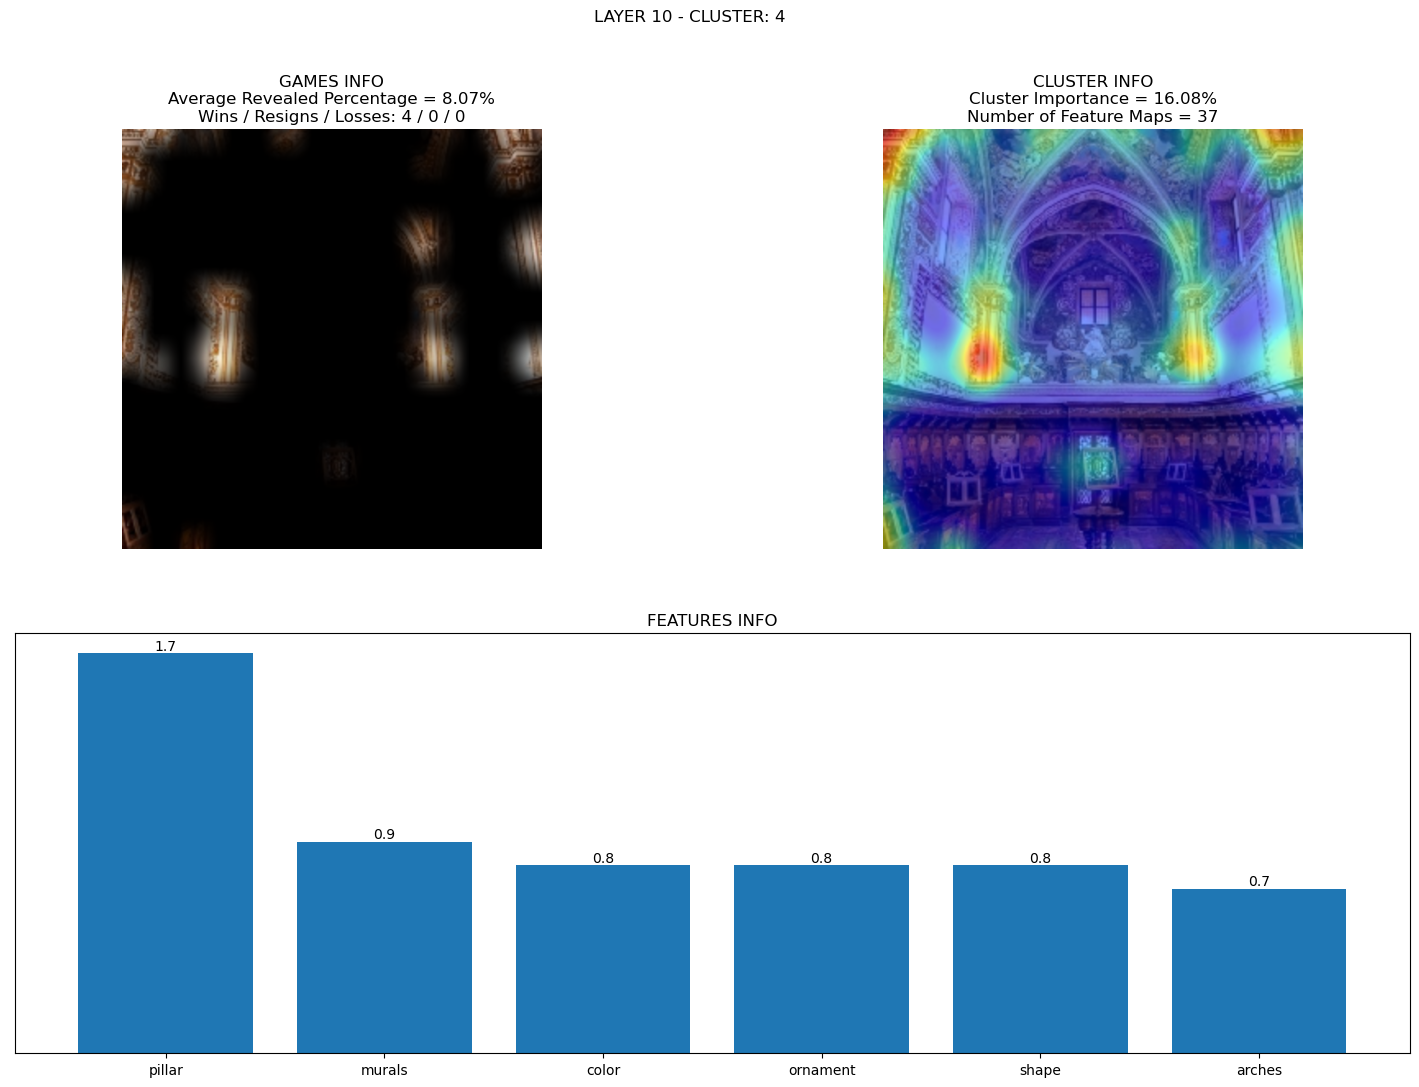 LAYER 10 - CLUSTER: 4
GAMES INFO
Average Revealed Percentage = 8.07%
Wins / Resigns / Losses: 4 / 0 / 0
CLUSTER INFO
Cluster Importance = 16.08%
Number of Feature Maps = 37
FEATURES INFO
1.7
0.9
0.8
0.8
0.8
0.7
pillar
murals
color
ornament
shape
arches